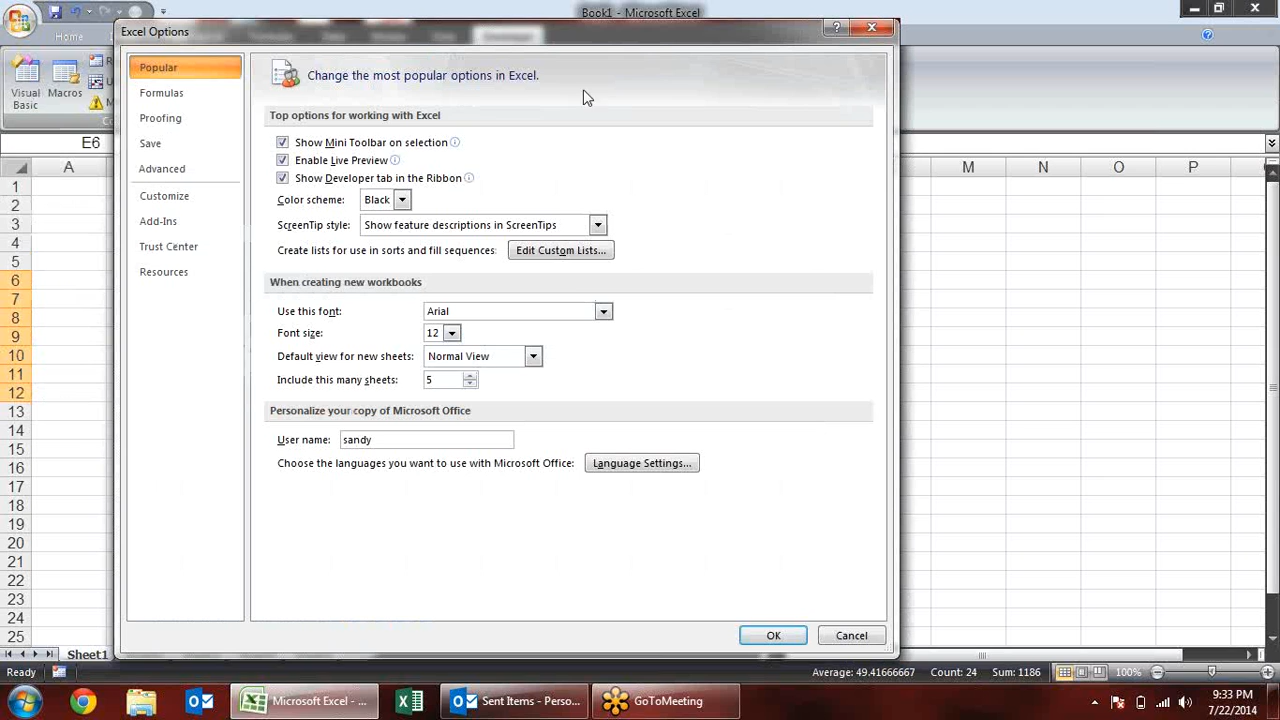 Book1 - Microsoft Excel
Excel Options
Home
Visual Basic
Macros
E6
Popular
Formulas
Proofing
Save
Advanced
Customize
Add-Ins
Trust Center
Resources
Change the most popular options in Excel.
Top options for working with Excel
Show Mini Toolbar on selection
Enable Live Preview
Show Developer tab in the Ribbon
Color scheme: Black
ScreenTip style: Show feature descriptions in ScreenTips
Create lists for use in sorts and fill sequences: Edit Custom Lists...
When creating new workbooks
Use this font: Arial
Font size: 12
Default view for new sheets: Normal View
Include this many sheets: 5
Personalize your copy of Microsoft Office
User name: sandy
Choose the languages you want to use with Microsoft Office: Language Settings...
OK Cancel
A M N O P
1
2
3
4
5
6
7
8
9
10
11
12
13
14
15
16
17
18
19
20
21
22
23
24
25
Sheet1
Ready Average: 49.41666667 Count: 24 Sum: 1186 100%
Microsoft Excel - ... Sent Items - Perso... GoToMeeting
9:33 PM
7/22/2014